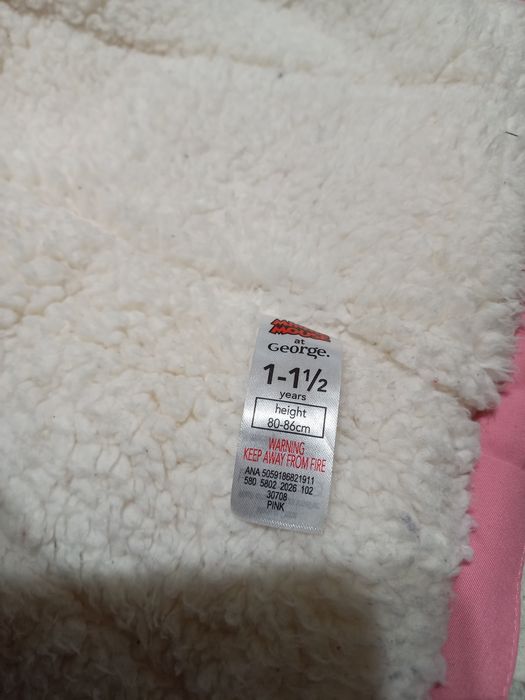 MOUSE
at
George.
1-1½
years
height
80-86cm
WARNING
KEEP AWAY FROM FIRE
ANA 5059186821911
580 5802 2026 102
30708
PINK